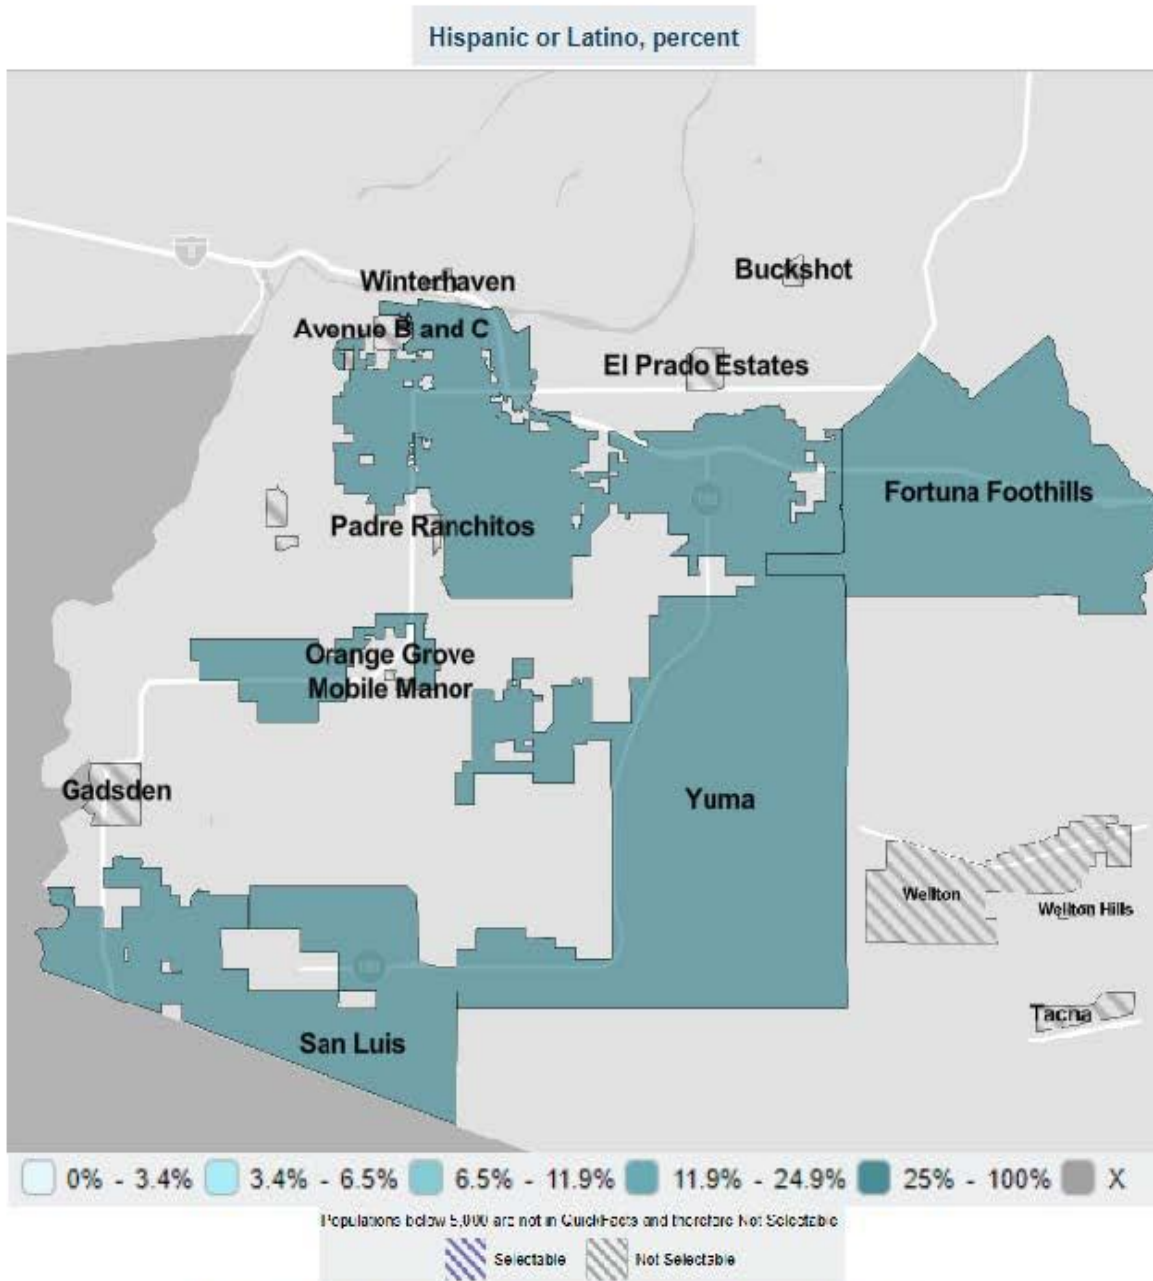 Hispanic or Latino, percent
Winterhaven
Buckshot
Avenue B and C
El Prado Estates
Fortuna Foothills
Padre Ranchitos
Orange Grove
Mobile Manor
Gadsden
Yuma
Wellton
Wellton Hills
Tacna
San Luis
0% - 3.4% 3.4% - 6.5% 6.5% - 11.9% 11.9% - 24.9% 25% - 100% X
Populations below 5,000 are not in QuickFacts and therefore Not Selectable
Selectable Not Selectable